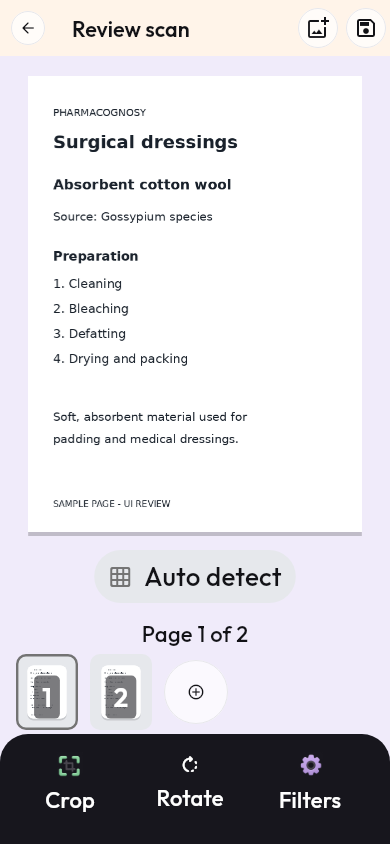 Review scan
PHARMACOGNOSY
Surgical dressings
Absorbent cotton wool
Source: Gossypium species
Preparation
1. Cleaning
2. Bleaching
3. Defatting
4. Drying and packing
Soft, absorbent material used for
padding and medical dressings.
SAMPLE PAGE - UI REVIEW
Auto detect
Page 1 of 2
1 2
Crop Rotate Filters